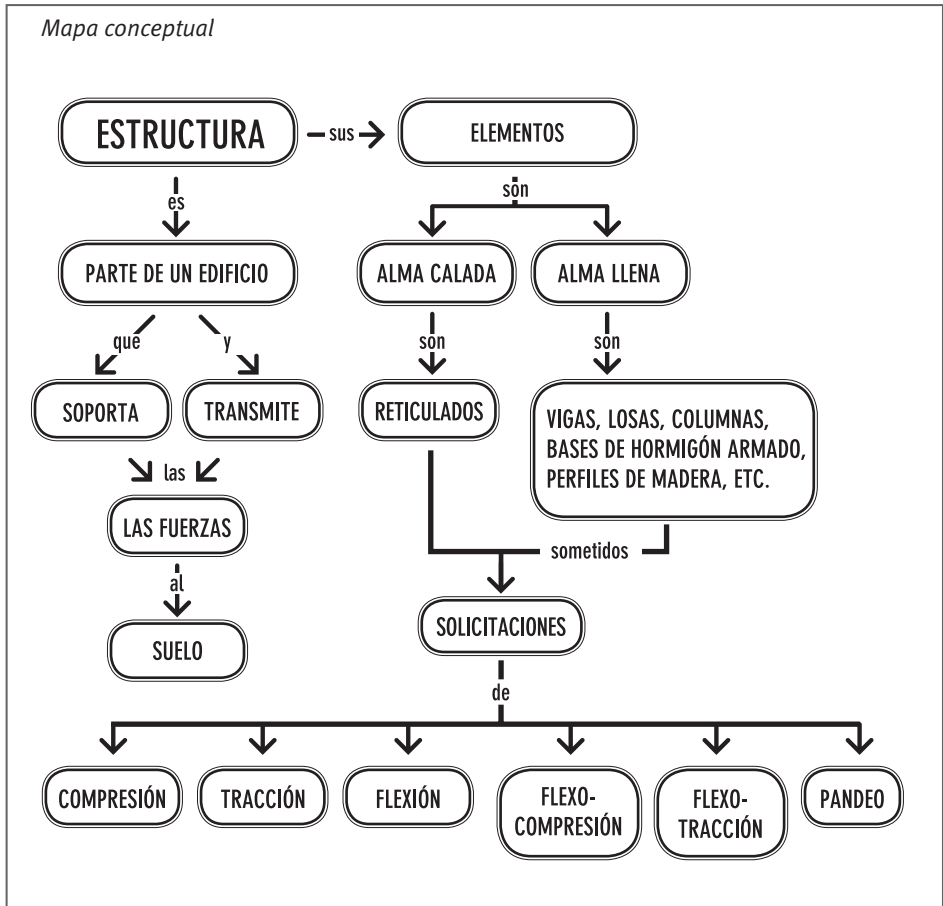 Mapa conceptual
ESTRUCTURA
sus
ELEMENTOS
es
son
PARTE DE UN EDIFICIO
ALMA CALADA
ALMA LLENA
que
y
son
son
SOPORTA
TRANSMITE
RETICULADOS
VIGAS, LOSAS, COLUMNAS,
BASES DE HORMIGÓN ARMADO,
PERFILES DE MADERA, ETC.
las
LAS FUERZAS
sometidos
al
SOLICITACIONES
SUELO
de
COMPRESIÓN
TRACCIÓN
FLEXIÓN
FLEXO-
COMPRESIÓN
FLEXO-
TRACCIÓN
PANDEO